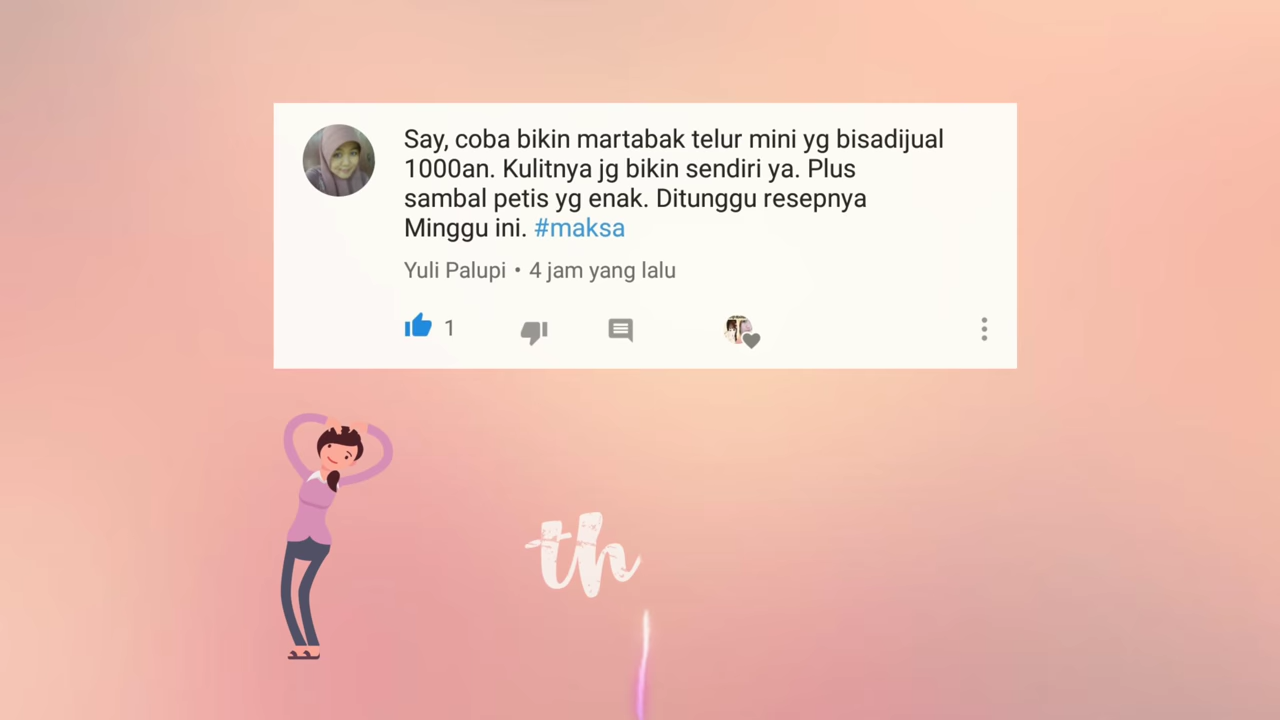 Say, coba bikin martabak telur mini yg bisadijual
1000an. Kulitnya jg bikin sendiri ya. Plus
sambal petis yg enak. Ditunggu resepnya
Minggu ini. #maksa
Yuli Palupi • 4 jam yang lalu
1
th